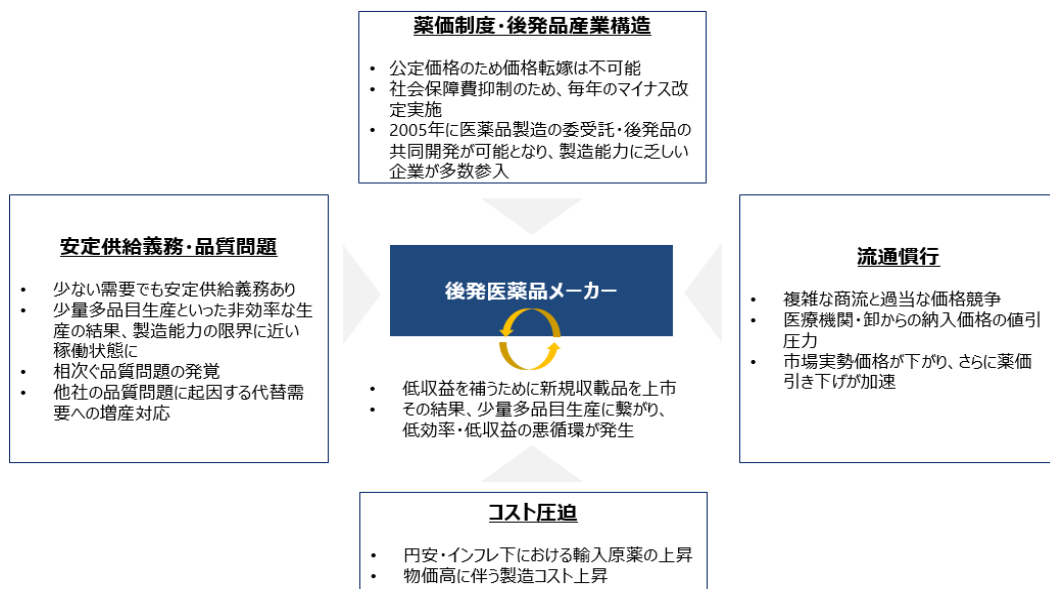 薬価制度・後発品産業構造
• 公定価格のため価格転嫁は不可能
• 社会保障費抑制のため、毎年のマイナス改
定実施
• 2005年に医薬品製造の委受託・後発品の
共同開発が可能となり、製造能力に乏しい
企業が多数参入
安定供給義務・品質問題
• 少ない需要でも安定供給義務あり
• 少量多品目生産といった非効率な生
産の結果、製造能力の限界に近い
稼働状態に
• 相次ぐ品質問題の発覚
• 他社の品質問題に起因する代替需
要への増産対応
後発医薬品メーカー
• 低収益を補うために新規収載品を上市
• その結果、少量多品目生産に繋がり、
低効率・低収益の悪循環が発生
流通慣行
• 複雑な商流と過当な価格競争
• 医療機関・卸からの納入価格の値引
圧力
• 市場実勢価格が下がり、さらに薬価
引き下げが加速
コスト圧迫
• 円安・インフレ下における輸入原薬の上昇
• 物価高に伴う製造コスト上昇